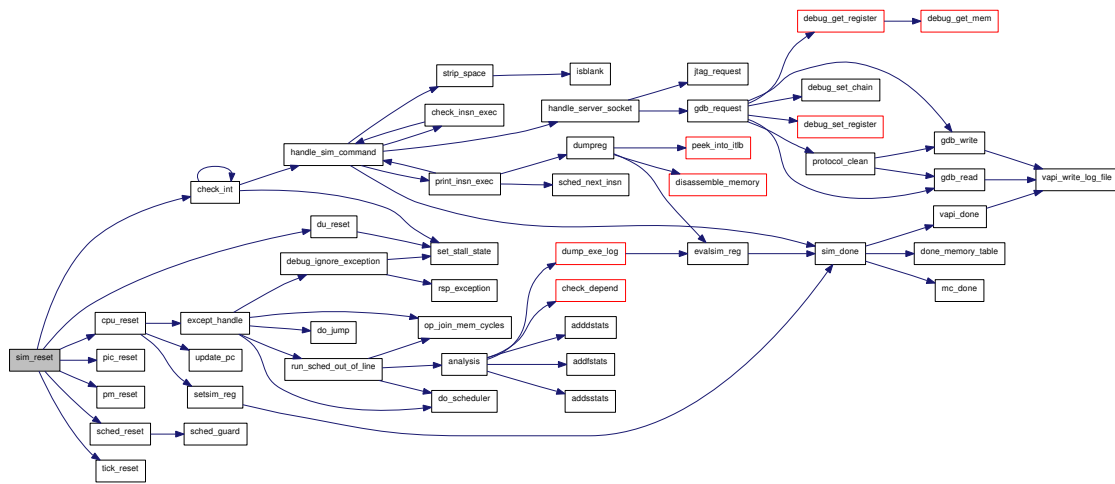 debug_get_register
debug_get_mem
strip_space
isblank
jtag_request
debug_set_chain
check_insn_exec
handle_server_socket
gdb_request
debug_set_register
gdb_write
handle_sim_command
dumpreg
peek_into_itlb
protocol_clean
gdb_read
vapi_write_log_file
check_int
print_insn_exec
sched_next_insn
disassemble_memory
vapi_done
du_reset
set_stall_state
dump_exe_log
evalsim_reg
sim_done
done_memory_table
debug_ignore_exception
rsp_exception
check_depend
mc_done
cpu_reset
except_handle
do_jump
op_join_mem_cycles
adddstats
sim_reset
pic_reset
update_pc
run_sched_out_of_line
analysis
addfstats
pm_reset
setsim_reg
do_scheduler
addsstats
sched_reset
sched_guard
tick_reset